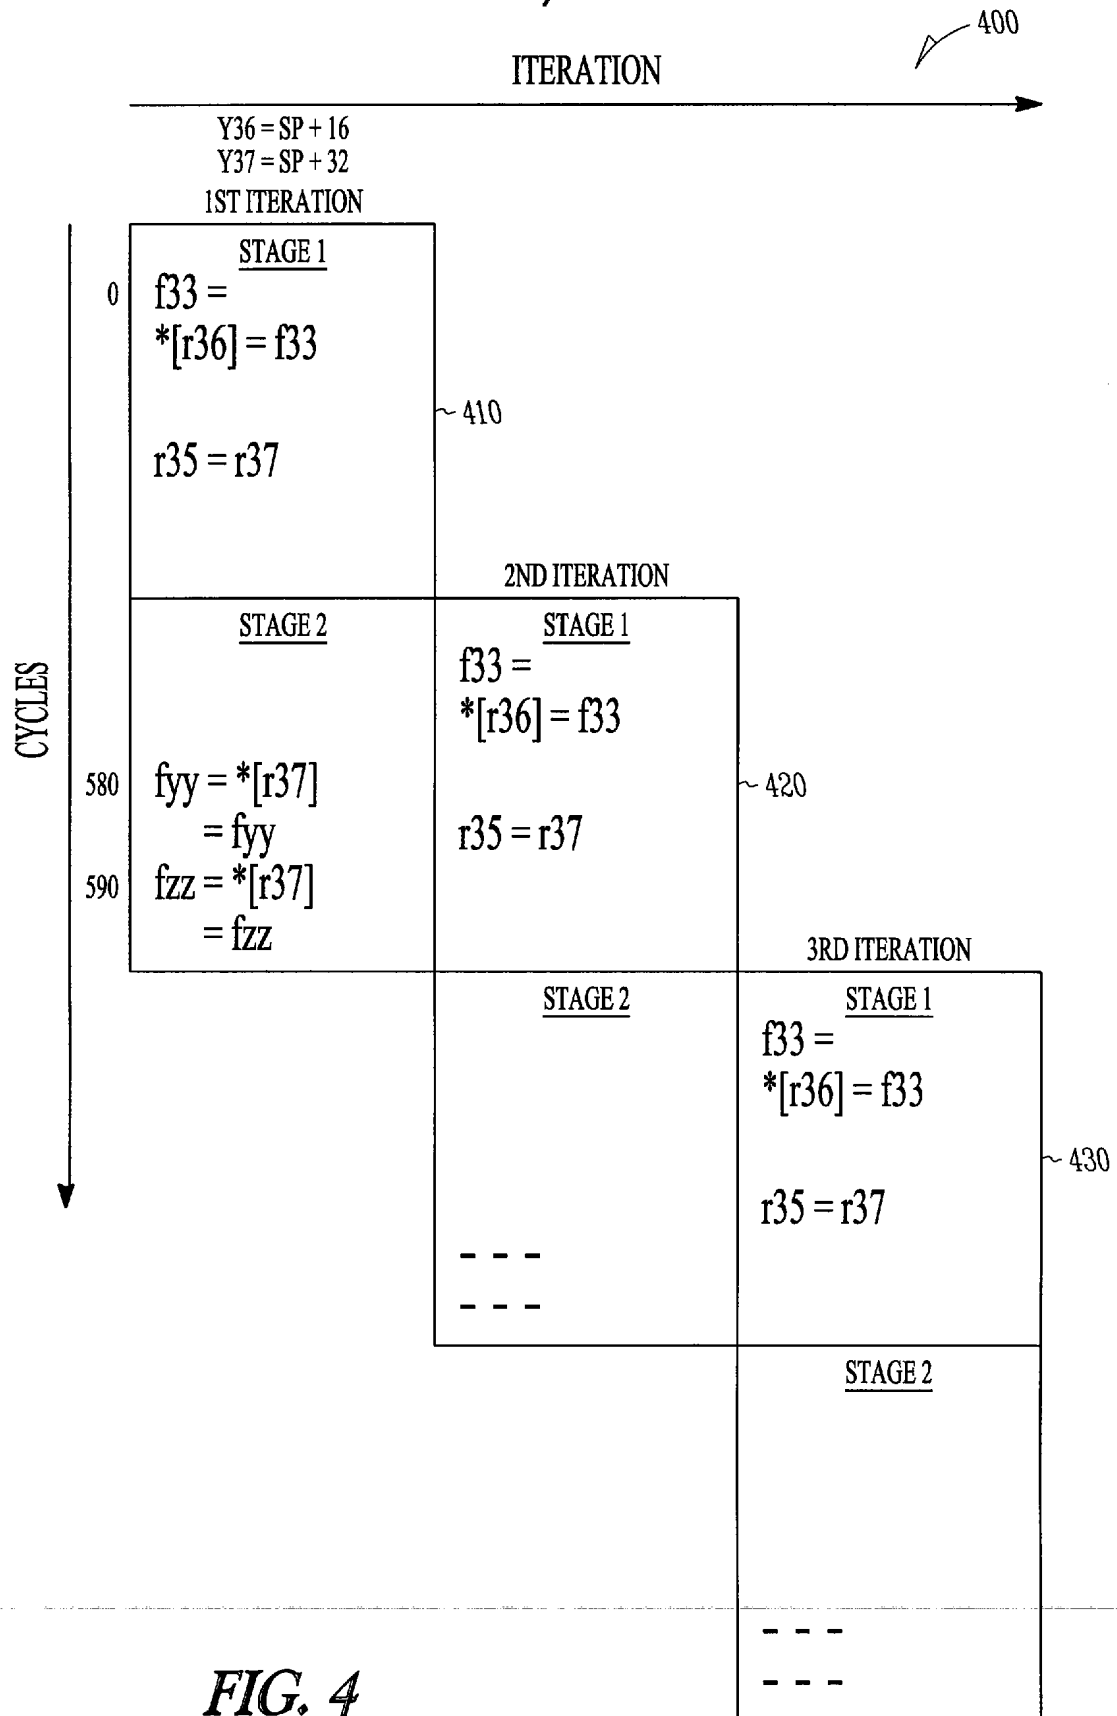 400
ITERATION
Y36 = SP + 16
Y37 = SP + 32
1ST ITERATION
STAGE 1
0
f33 =
*[r36] = f33
410
r35 = r37
2ND ITERATION
STAGE 2
STAGE 1
f33 =
*[r36] = f33
CYCLES
580
fyy = *[r37]
420
= fyy
r35 = r37
590
fzz = *[r37]
= fzz
3RD ITERATION
STAGE 2
STAGE 1
f33 =
*[r36] = f33
430
r35 = r37
- - -
- - -
STAGE 2
- - -
- - -
FIG. 4